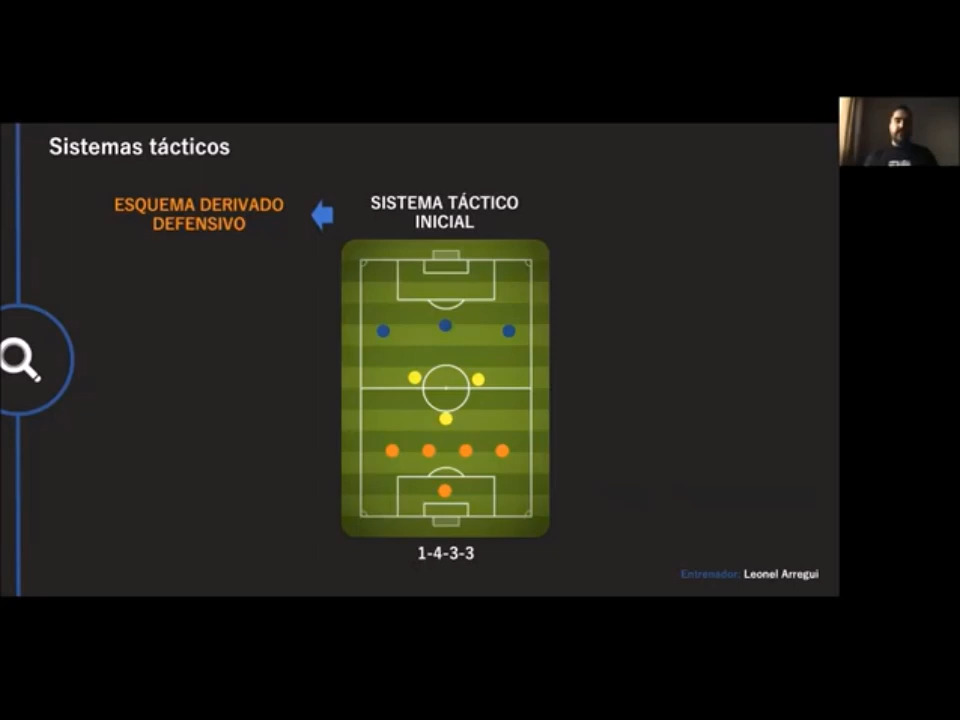 Sistemas tácticos
ESQUEMA DERIVADO
DEFENSIVO
SISTEMA TÁCTICO
INICIAL
1-4-3-3
Entrenador: Leonel Arregui